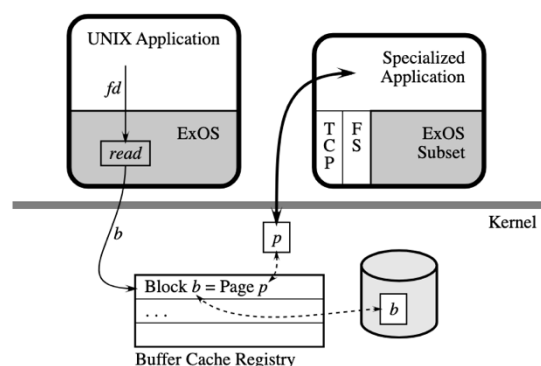 UNIX Application
fd
ExOS
read
Specialized
Application
T
C
P
F
S
ExOS
Subset
Kernel
b
p
Block b = Page p
. . .
b
Buffer Cache Registry